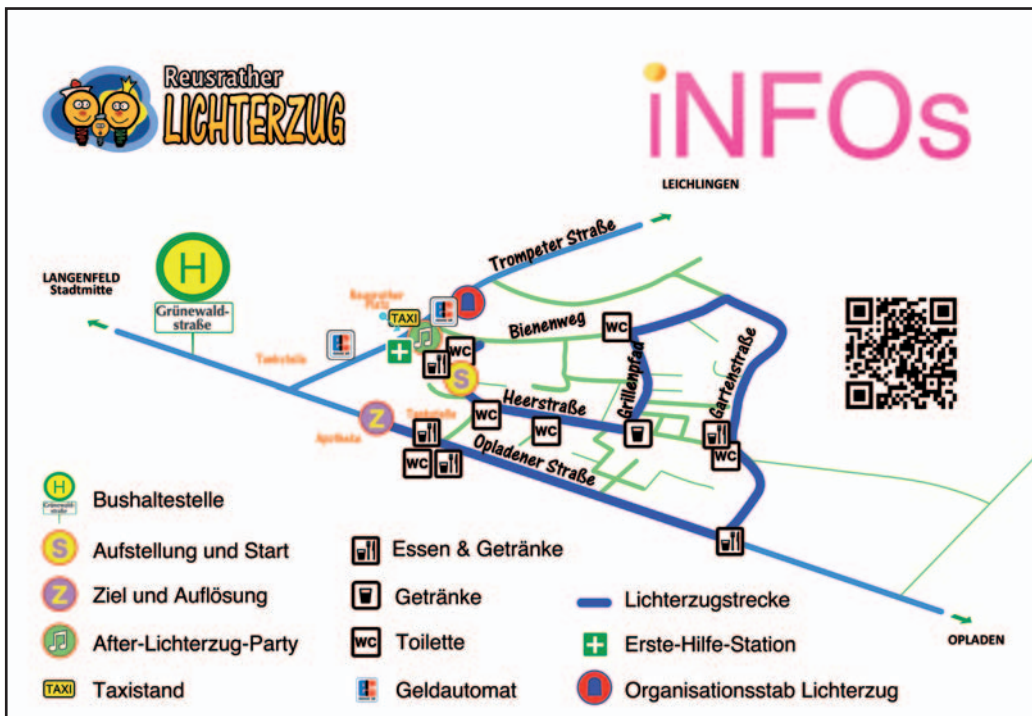 Reusrather
LICHTERZUG
iNFOs
LEICHLINGEN
Trompeter Straße
LANGENFELD
Stadtmitte
H
Grünewald-
straße
Reusrather
Platz
TAXI
Bienenweg
WC
Tankstelle
WC
S
Grillenpfad
Gartenstraße
Heerstraße
WC
WC
Z
Tankstelle
Apotheke
Opladener Straße
WC
WC
OPLADEN
H
Grünewald-
straße
Bushaltestelle
S
Aufstellung und Start
Z
Ziel und Auflösung
After-Lichterzug-Party
TAXI
Taxistand
Essen & Getränke
Getränke
WC
Toilette
Geldautomat
Lichterzugstrecke
Erste-Hilfe-Station
Organisationsstab Lichterzug